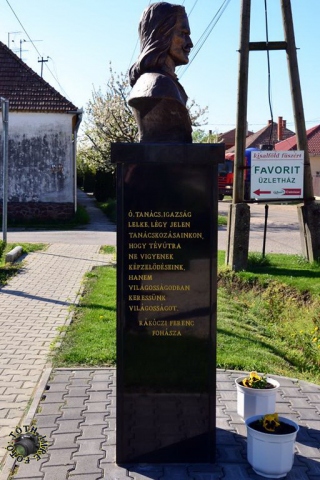 Ó, TANÁCS, IGAZSÁG
LELKE, LÉGY JELEN
TANÁCSKOZÁSAINKON,
HOGY TÉVÚTRA
NE VIGYENEK
KÉPZELŐDÉSEINK,
HANEM
VILÁGOSSÁGODBAN
KERESSÜNK
VILÁGOSSÁGOT.
RÁKÓCZI FERENC
FOHÁSZA
FAVORIT
ÜZLETHÁZ
TÓTH